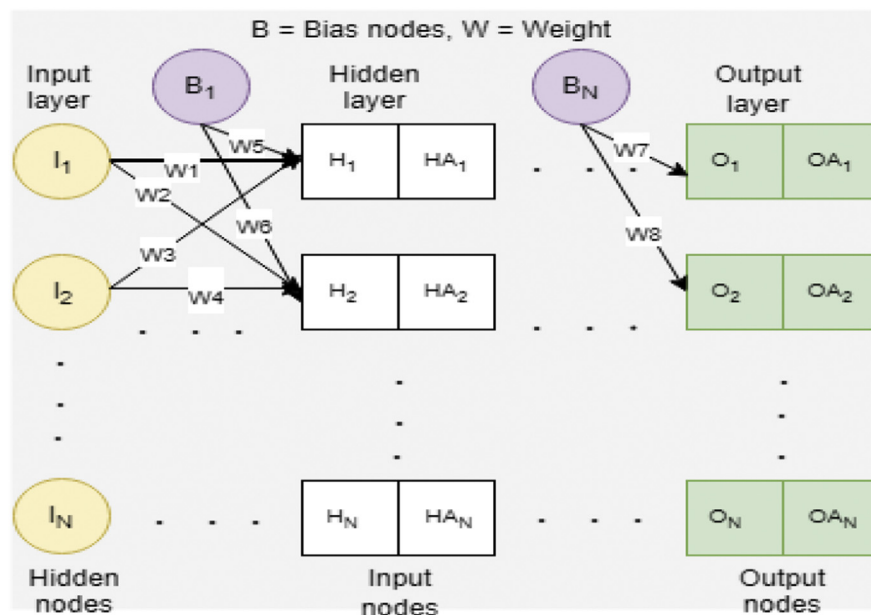 B = Bias nodes, W = Weight
Input layer
B1
Hidden layer
BN
Output layer
I1
W1
W2
W5
H1 HA1
W7
O1 OA1
W3
W6
W8
I2
W4
H2 HA2
O2 OA2
IN
HN HAN
ON OAN
Hidden nodes
Input nodes
Output nodes